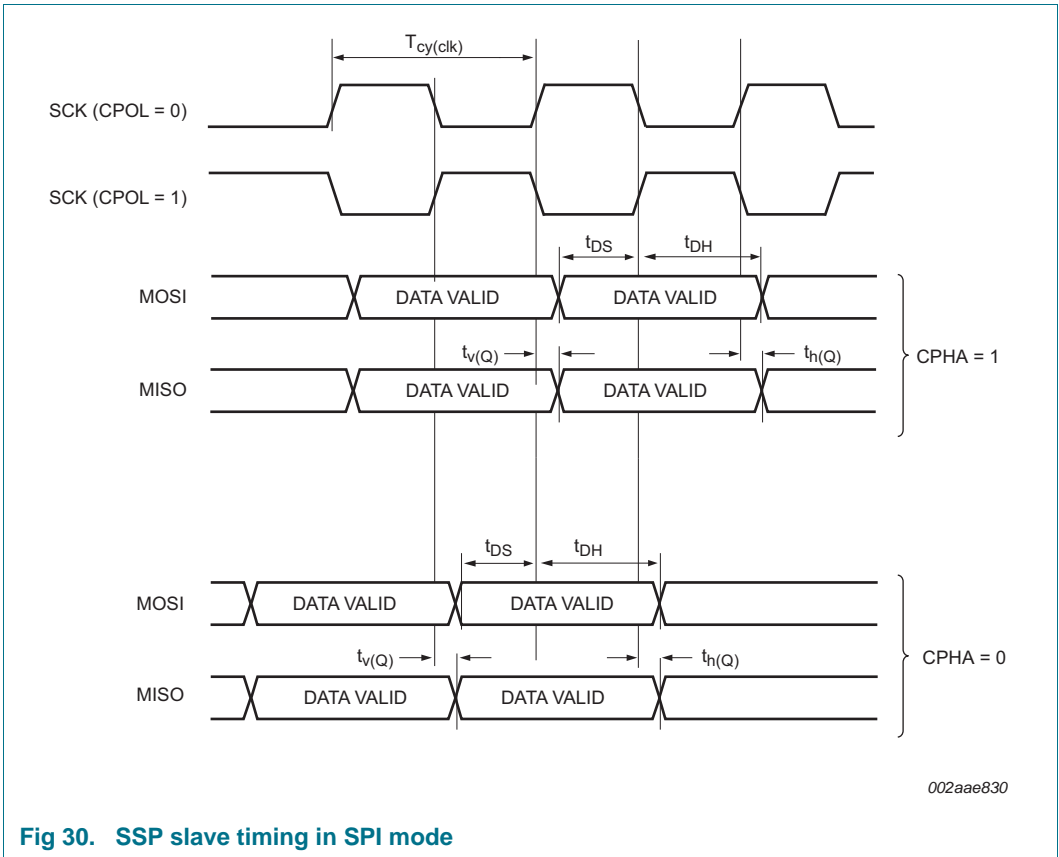 Tcy(clk)
SCK (CPOL = 0)
SCK (CPOL = 1)
tDS tDH
MOSI DATA VALID DATA VALID
tv(Q) th(Q)
CPHA = 1
MISO DATA VALID DATA VALID
tDS tDH
MOSI DATA VALID DATA VALID
tv(Q) th(Q)
CPHA = 0
MISO DATA VALID DATA VALID
002aae830
Fig 30. SSP slave timing in SPI mode